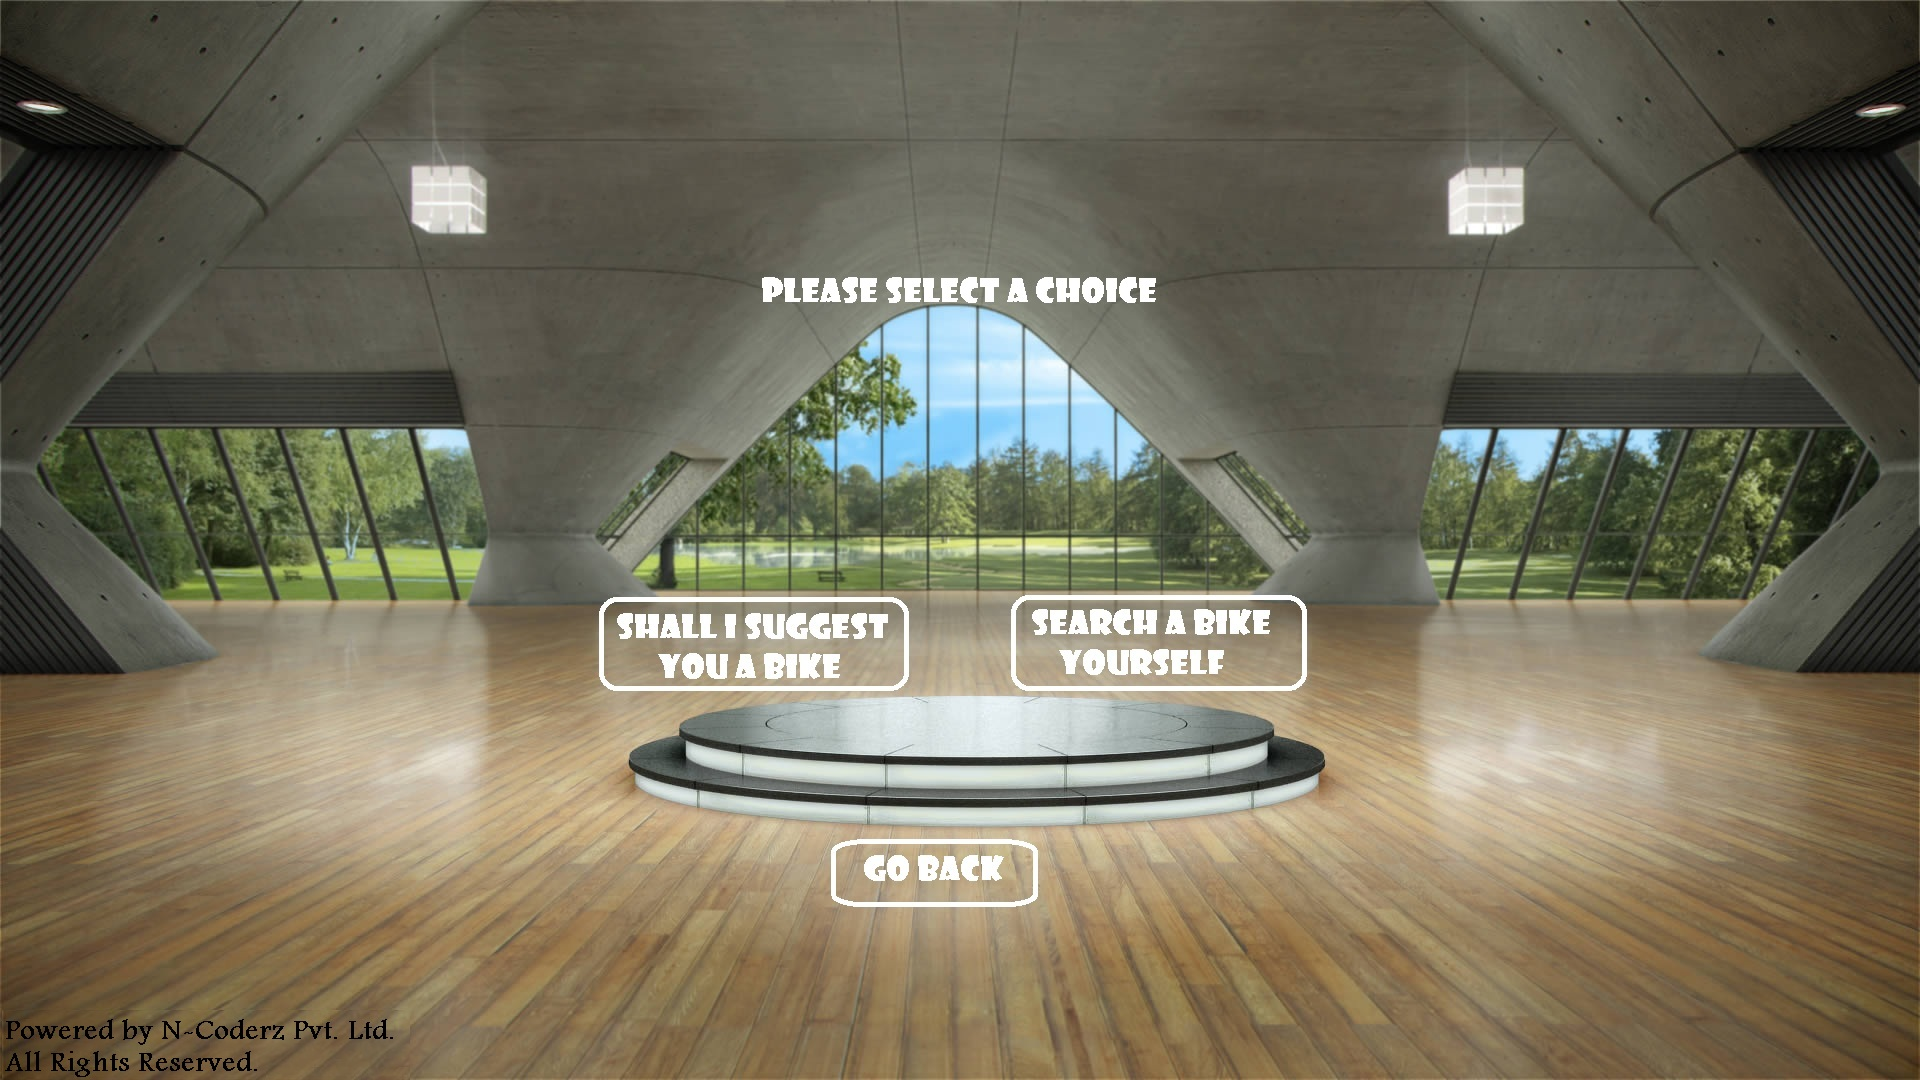 PLEASE SELECT A CHOICE
SHALL I SUGGEST
YOU A BIKE
SEARCH A BIKE
YOURSELF
GO BACK
Powered by N-Coderz Pvt. Ltd.
All Rights Reserved.